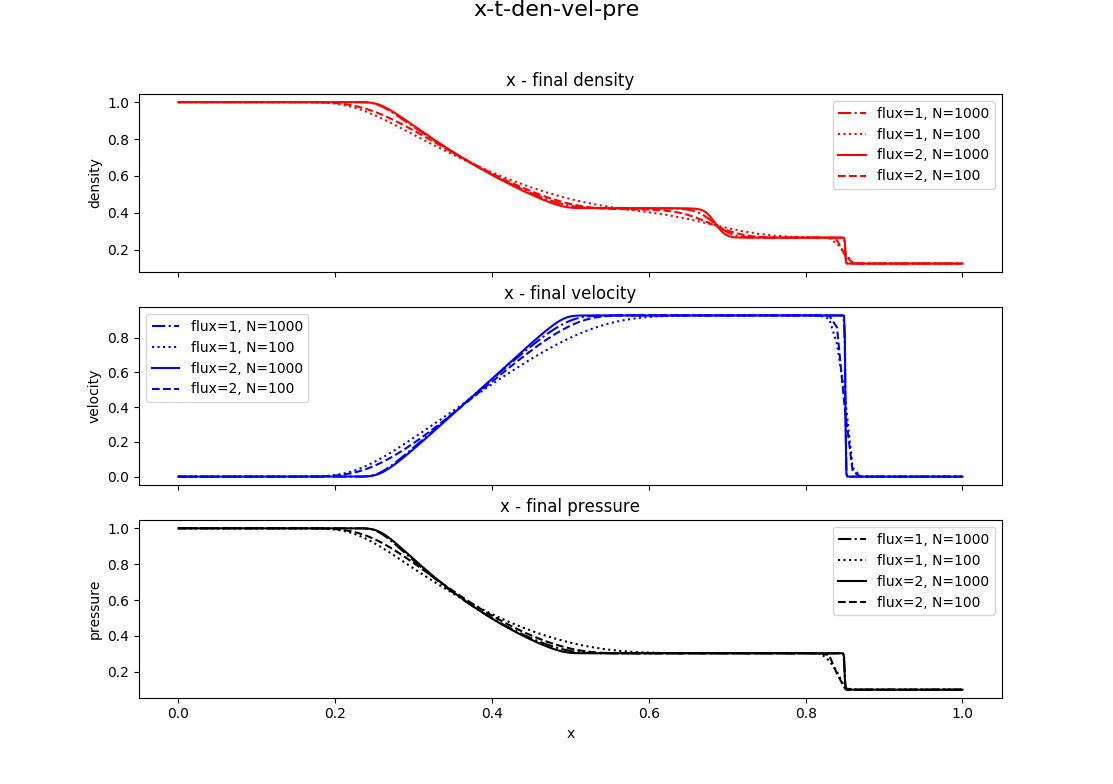 x-t-den-vel-pre
x - final density
density
1.0
0.8
0.6
0.4
0.2
flux=1, N=1000
flux=1, N=100
flux=2, N=1000
flux=2, N=100
x - final velocity
velocity
0.8
0.6
0.4
0.2
0.0
flux=1, N=1000
flux=1, N=100
flux=2, N=1000
flux=2, N=100
x - final pressure
pressure
1.0
0.8
0.6
0.4
0.2
flux=1, N=1000
flux=1, N=100
flux=2, N=1000
flux=2, N=100
0.0 0.2 0.4 0.6 0.8 1.0
x